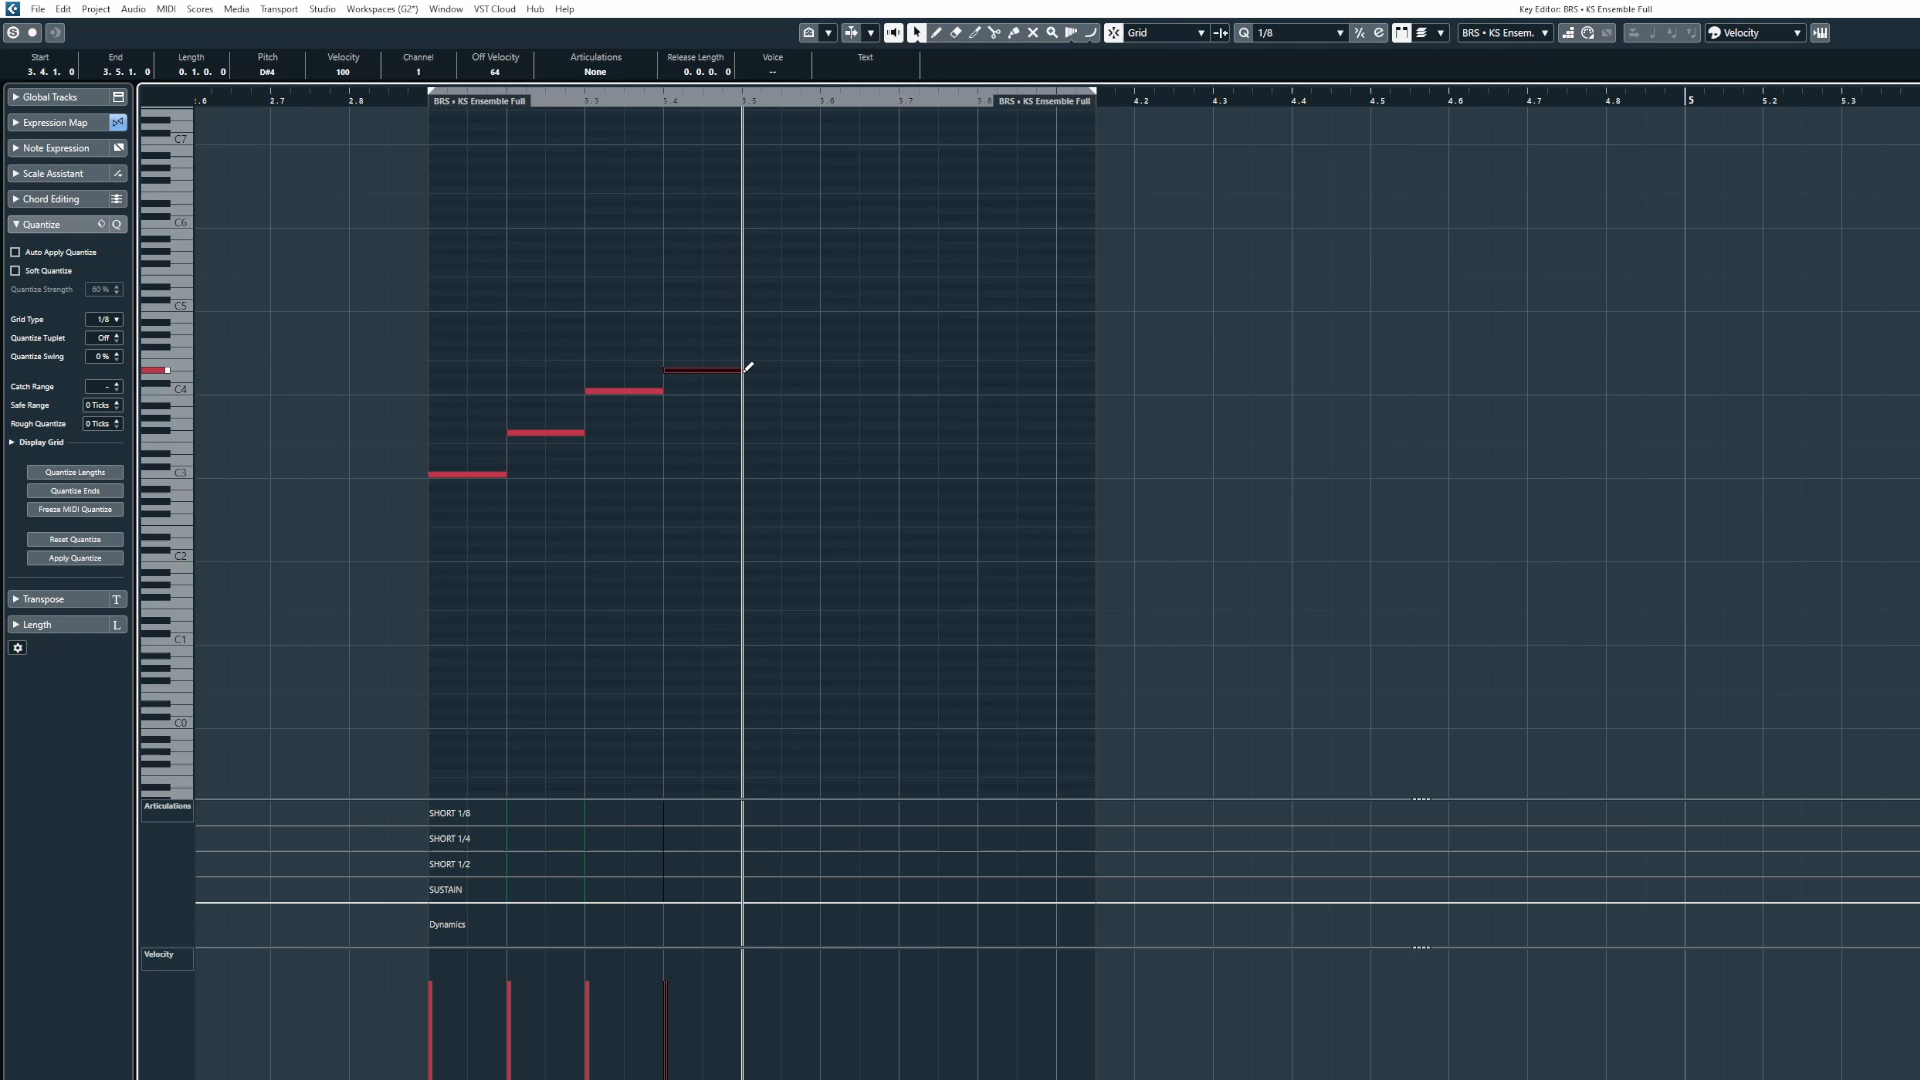 File Edit Project Audio MIDI Scores Media Transport Studio Workspaces (G2*) Window VST Cloud Hub Help
Key Editor: BRS • KS Ensemble Full
S Grid Q 1/8 BRS • KS Ensem. Velocity
Start End Length Pitch Velocity Channel Off Velocity Articulations Release Length Voice Text
3. 4. 1. 0 3. 5. 1. 0 0. 1. 0. 0 D#4 100 1 64 None 0. 0. 0. 0 --
Global Tracks
Expression Map
Note Expression
Scale Assistant
Chord Editing
Quantize Q
Auto Apply Quantize
Soft Quantize
Quantize Strength 60 %
Grid Type 1/8
Quantize Tuplet Off
Quantize Swing 0 %
Catch Range -
Safe Range 0 Ticks
Rough Quantize 0 Ticks
Display Grid
Quantize Lengths
Quantize Ends
Freeze MIDI Quantize
Reset Quantize
Apply Quantize
Transpose T
Length L
2.7 2.8 BRS • KS Ensemble Full 3.3 3.4 3.5 3.6 3.7 3.8 BRS • KS Ensemble Full 4.2 4.3 4.4 4.5 4.6 4.7 4.8 5 5.2 5.3
C7
C6
C5
C4
C3
C2
C1
C0
Articulations
SHORT 1/8
SHORT 1/4
SHORT 1/2
SUSTAIN
Dynamics
Velocity